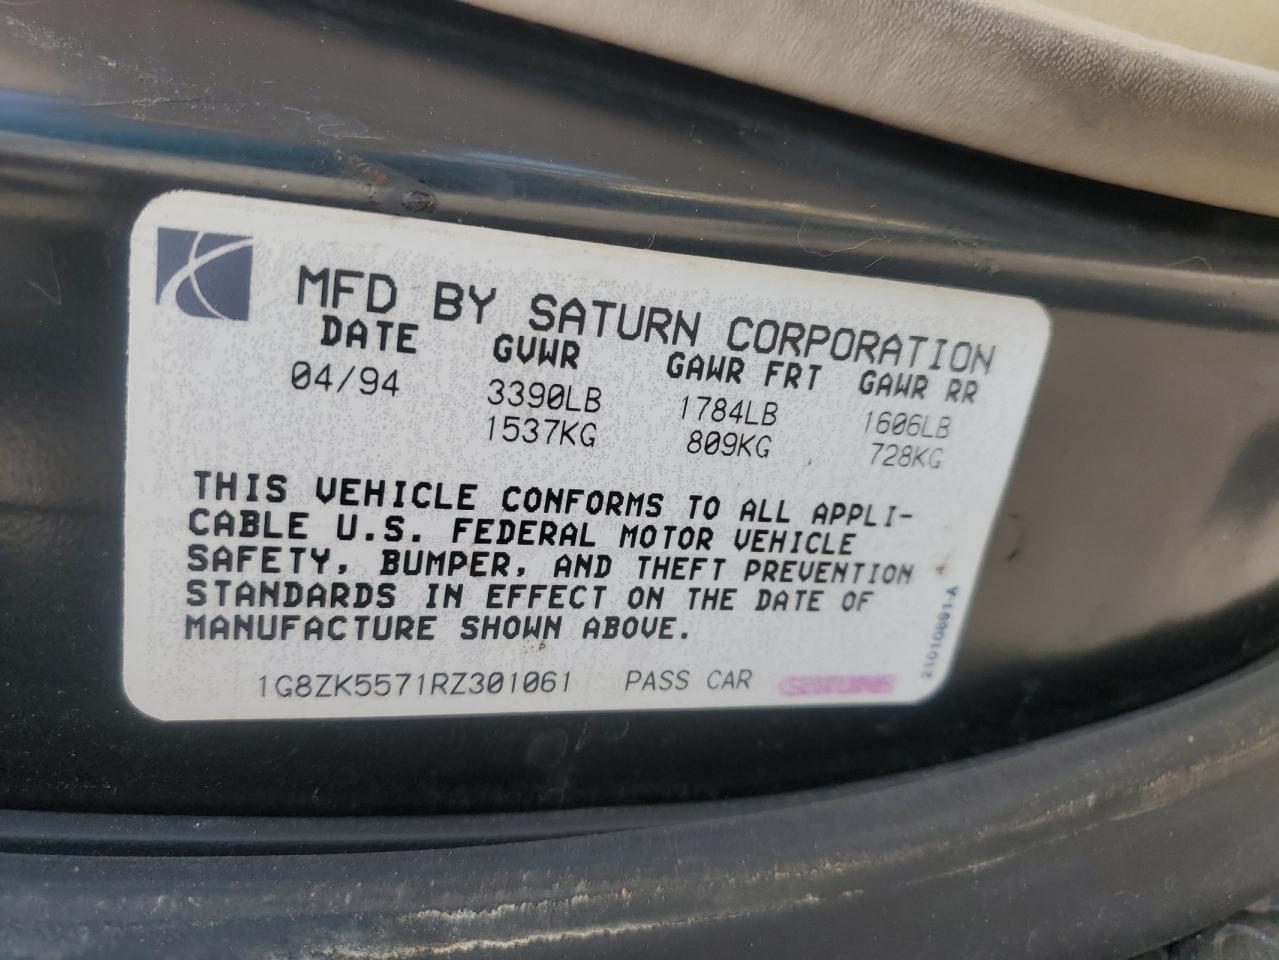 MFD BY SATURN CORPORATION
DATE GVWR GAWR FRT GAWR RR
04/94 3390LB 1784LB 1606LB
1537KG 809KG 728KG
THIS VEHICLE CONFORMS TO ALL APPLI-
CABLE U.S. FEDERAL MOTOR VEHICLE
SAFETY, BUMPER, AND THEFT PREVENTION
STANDARDS IN EFFECT ON THE DATE OF
MANUFACTURE SHOWN ABOVE.
1G8ZK5571RZ301061 PASS CAR SATURN
21010891-A